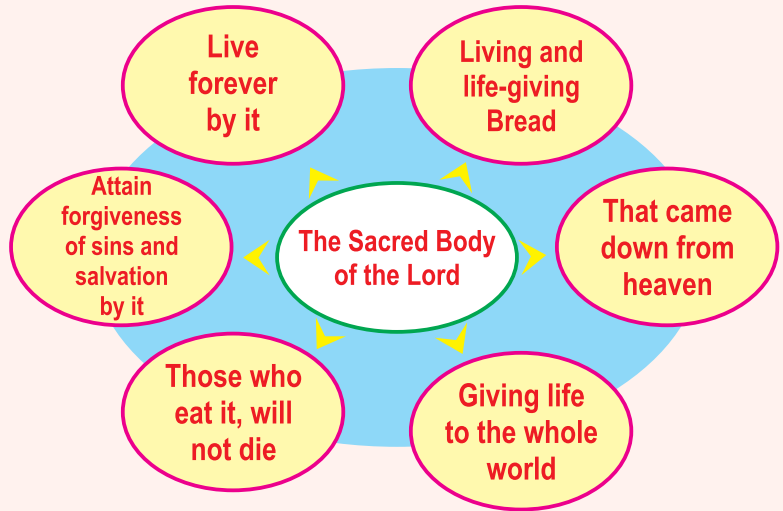 Live
forever
by it
Living and
life-giving
Bread
Attain
forgiveness
of sins and
salvation
by it
The Sacred Body
of the Lord
That came
down from
heaven
Those who
eat it, will
not die
Giving life
to the whole
world